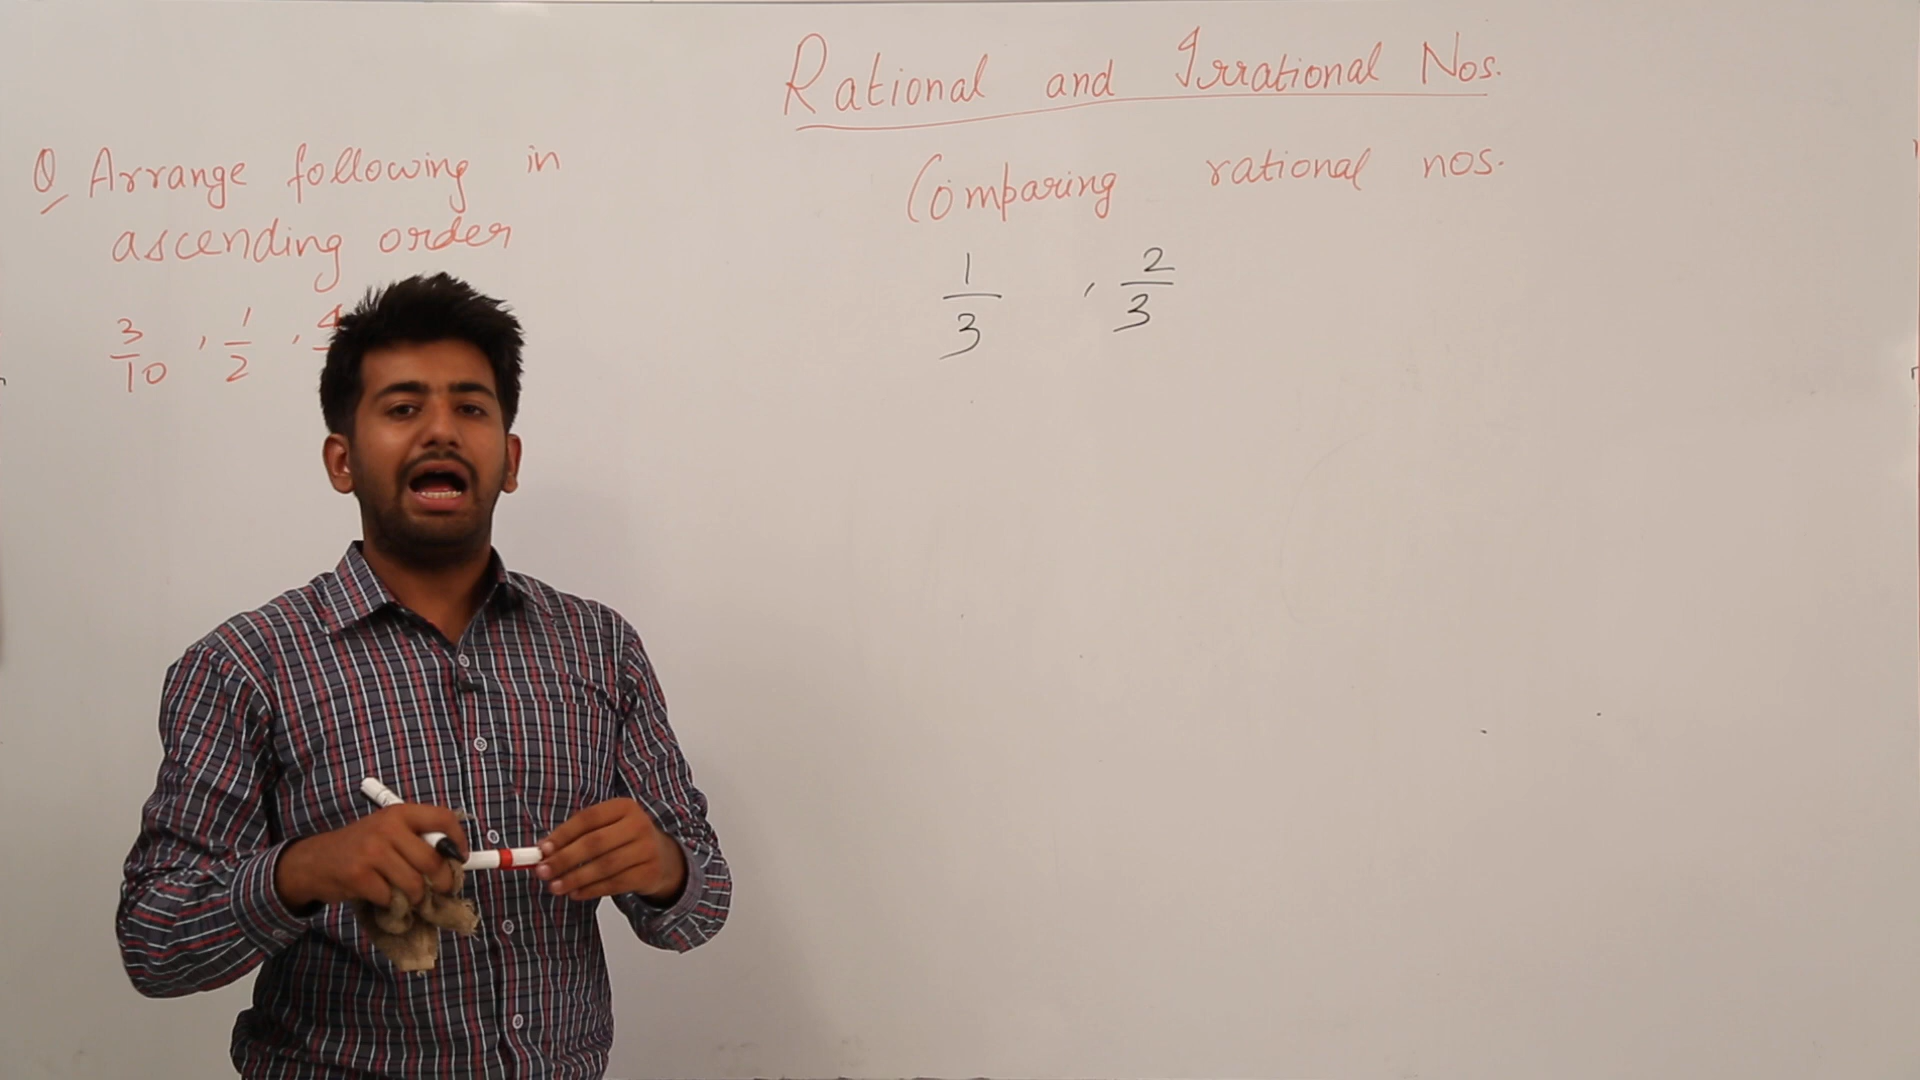 Rational and Irrational Nos.
Q Arrange following in
ascending order
3/10 , 1/2 , 4
Comparing rational nos.
1/3 , 2/3